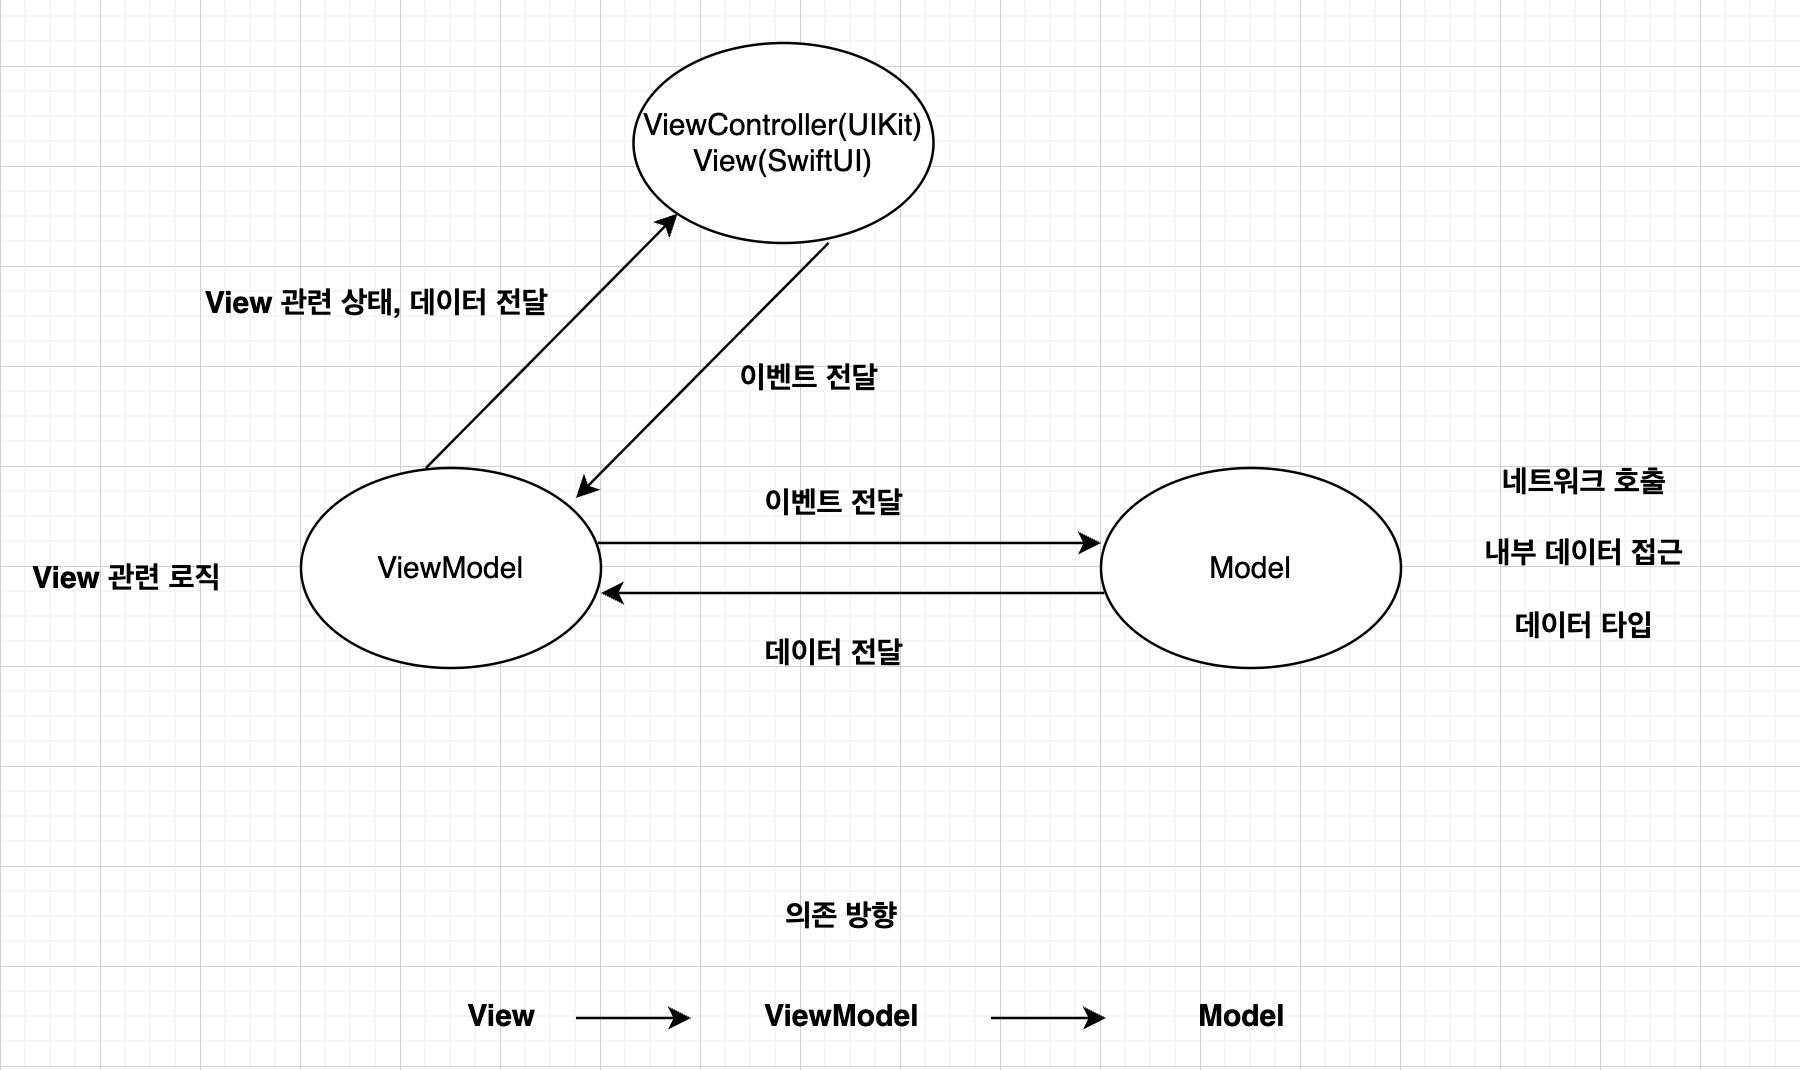 ViewController(UIKit)
View(SwiftUI)
View 관련 상태, 데이터 전달
이벤트 전달
이벤트 전달
네트워크 호출
내부 데이터 접근
View 관련 로직
ViewModel
Model
데이터 타입
데이터 전달
의존 방향
View
ViewModel
Model